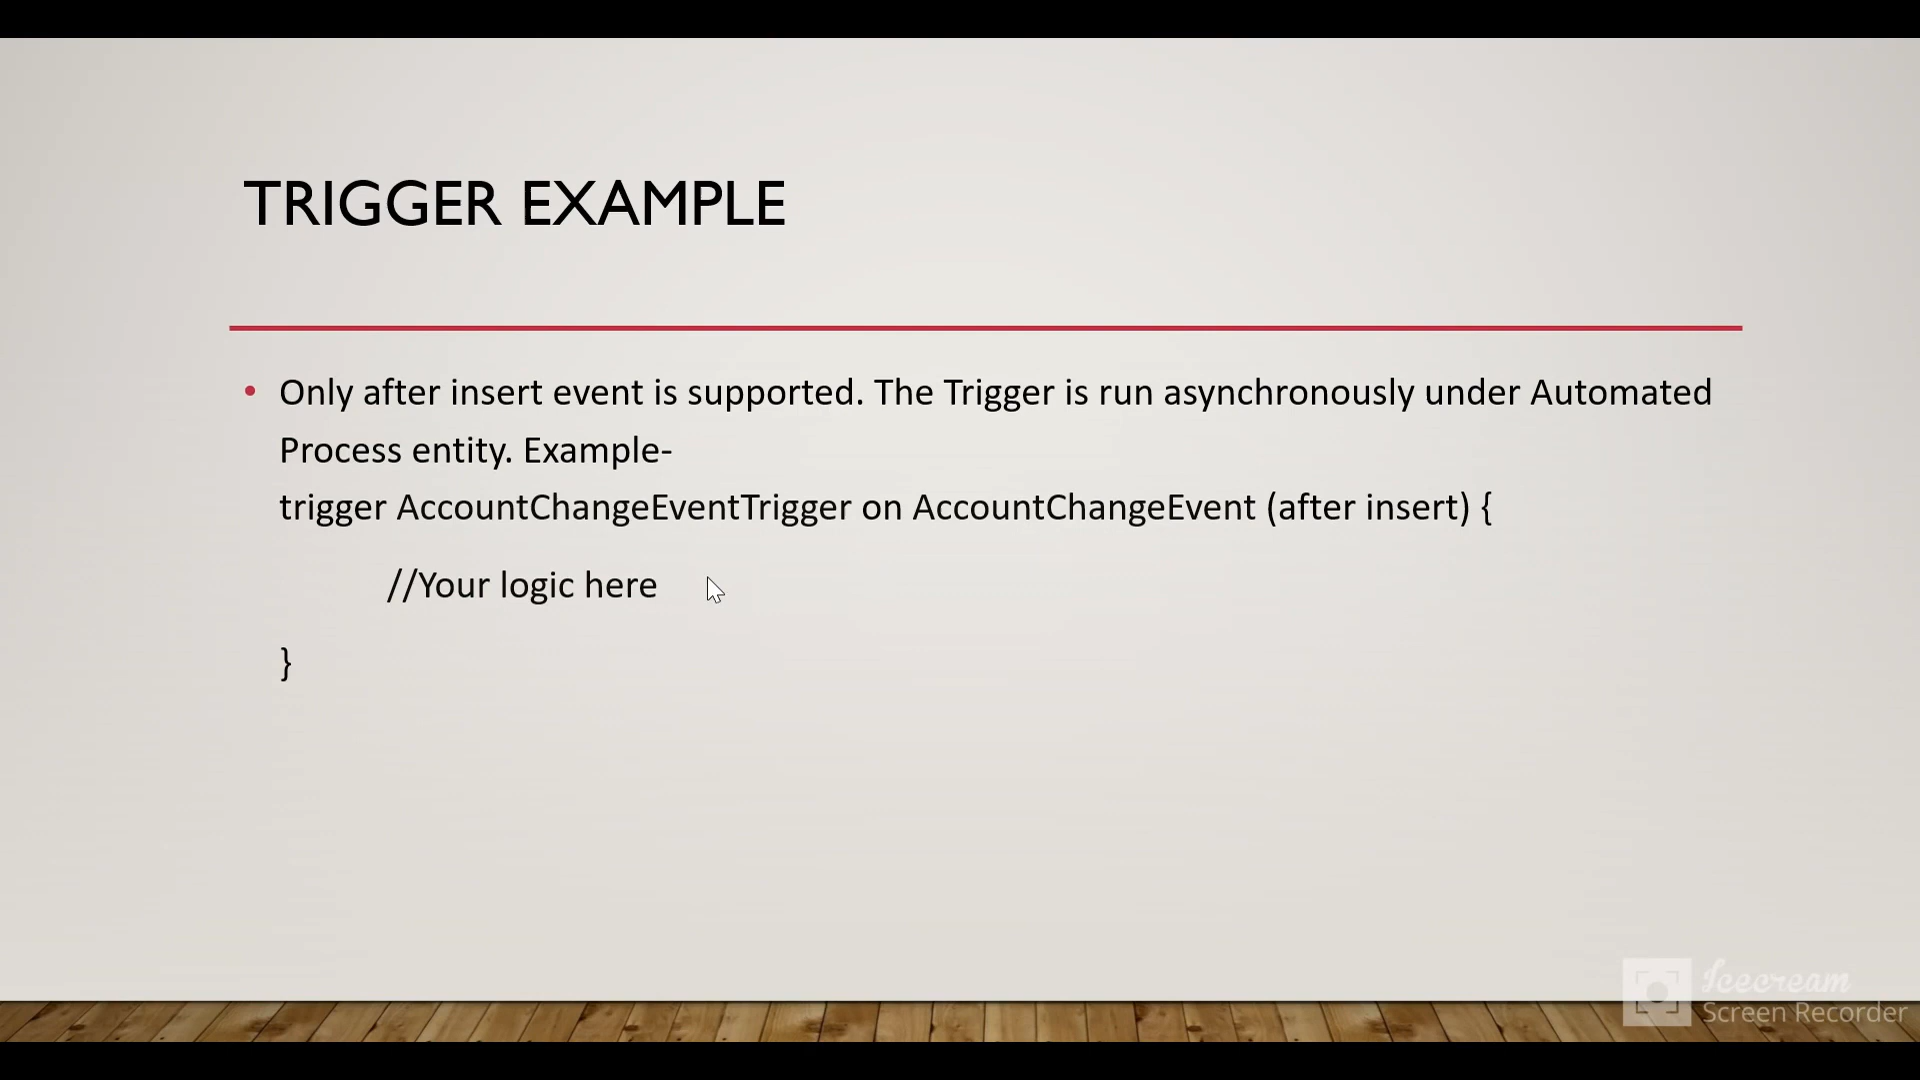 TRIGGER EXAMPLE
• Only after insert event is supported. The Trigger is run asynchronously under Automated
Process entity. Example-
trigger AccountChangeEventTrigger on AccountChangeEvent (after insert) {
//Your logic here
}
Icecream
Screen Recorder